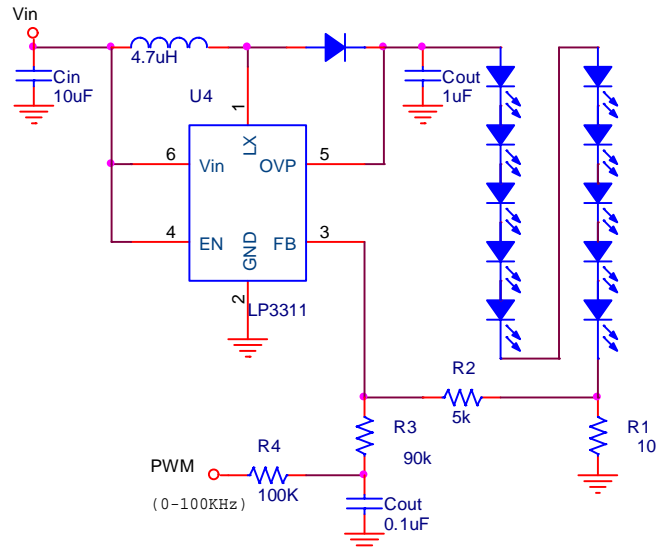 Vin
4.7uH
Cin
10uF
Cout
1uF
U4
1
LX
6
Vin
OVP
5
4
EN
GND
FB
3
2
LP3311
R2
5k
R3
90k
R1
10
R4
100K
PWM
(0-100KHz)
Cout
0.1uF